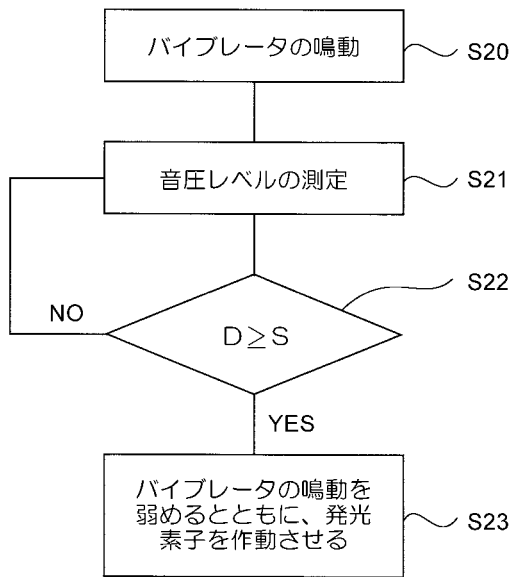 バイブレータの鳴動
S20
音圧レベルの測定
S21
S22
NO
D≧S
YES
バイブレータの鳴動を
弱めるとともに、発光
素子を作動させる
S23